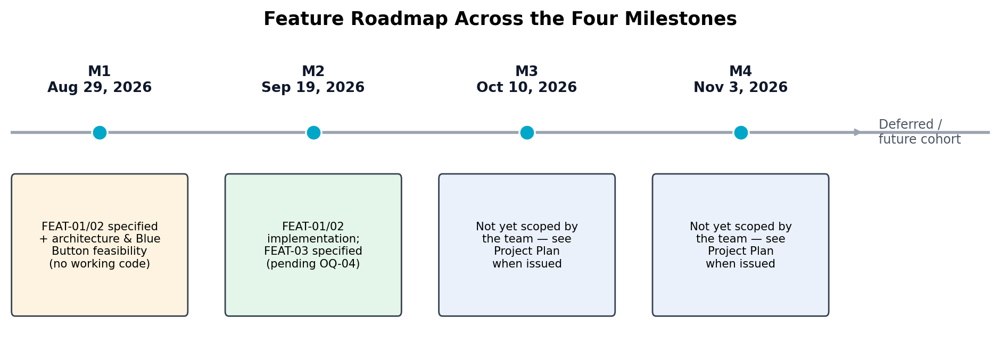 Feature Roadmap Across the Four Milestones
M1
Aug 29, 2026
M2
Sep 19, 2026
M3
Oct 10, 2026
M4
Nov 3, 2026
Deferred /
future cohort
FEAT-01/02 specified
+ architecture & Blue
Button feasibility
(no working code)
FEAT-01/02
implementation;
FEAT-03 specified
(pending OQ-04)
Not yet scoped by
the team — see
Project Plan
when issued
Not yet scoped by
the team — see
Project Plan
when issued